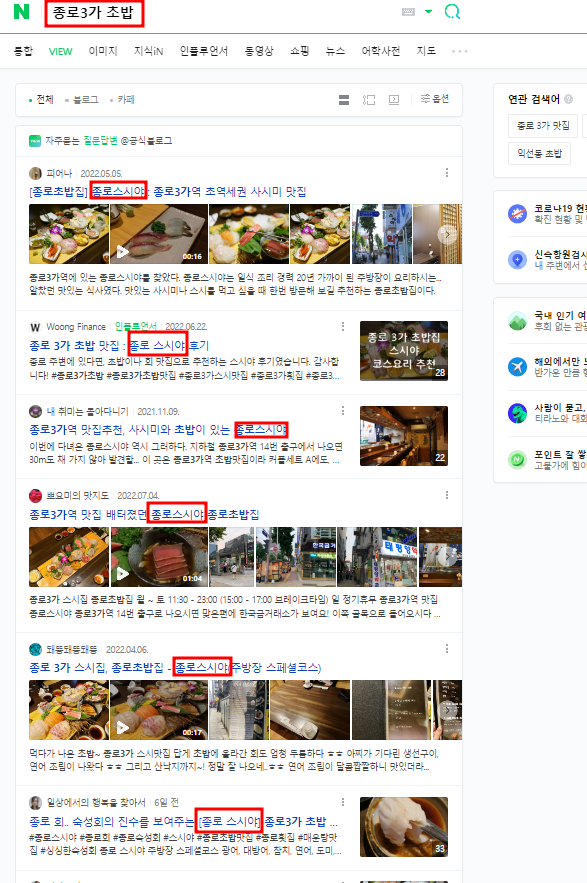 N 종로3가 초밥
통합 VIEW 이미지 지식iN 인플루언서 동영상 쇼핑 뉴스 어학사전 지도
전체 블로그 카페 옵션
자주묻는 질문답변 @공식블로그
피어나 2022.05.05.
[종로초밥집] 종로스시야 : 종로3가역 초역세권 사시미 맛집
00:16
종로3가역에 있는 종로스시야를 찾았다. 종로스시야는 일식 조리 경력 20년 가까이 된 주방장이 요리하시는...
알찼던 맛있는 식사였다. 맛있는 사시미나 스시를 먹고 싶을 때 한번 방문해 보길 추천하는 종로초밥집이다.
W Woong Finance 인플루언서 2022.06.22.
종로 3가 초밥 맛집 : 종로 스시야 후기
종로 주변에 있다면, 초밥이나 회 맛집으로 추천하는 스시야 후기였습니다. 감사합니
다! #종로3가초밥 #종로3가초밥맛집 #종로3가스시맛집 #종로3가횟집 #종로3...
종로 3가 초밥 맛집
스시야
코스요리 추천
28
내 취미는 돌아다니기 2021.11.09.
종로3가역 맛집추천, 사시미와 초밥이 있는 종로스시야
이번에 다녀온 종로스시야 역시 그러하다. 지하철 종로3가역 14번 출구에서 나오면
30m도 채 가지 않아 발견할... 이 곳은 종로3가역 초밥맛집이라 커플세트 A에도, ...
22
뽀요미의 맛지도 2022.07.04.
종로3가역 맛집 배터졌던 종로스시야 종로초밥집
01:04
한국금거
태평댁
종로3가 스시집 종로초밥집 월 ~ 토 11:30 - 23:00 (15:00 - 17:00 브레이크타임) 일 정기휴무 종로3가역 맛집
종로스시야 종로3가역 14번 출구로 나오시면 맞은편에 한국금거래소가 보여요! 이쪽 골목으로 들어오시다 ...
돼뚱돼뚱돼뚱 2022.04.06.
종로 3가 스시집, 종로초밥집 - 종로스시야(주방장 스페셜코스)
00:17
먹다가 나온 초밥~ 종로3가 스시맛집 답게 초밥에 올라간 회도 엄청 두툼하다 ㅎㅎ 아찌가 기다린 생선구이,
연어 조림이 나왔다 ㅎㅎ 그리고 산낙지까지~! 정말 잘 나오네..ㅎㅎ 연어 조림이 달콤짭짤하니 맛있더라...
일상에서의 행복을 찾아서 6일 전
종로 회.. 숙성회의 진수를 보여주는 [종로 스시야] 종로3가 초밥 ...
#종로스시야 #종로회 #종로숙성회 #스시야 #종로초밥맛집 #종로횟집 #매운탕맛
집 #싱싱한숙성회 종로 스시야 주방장 스페셜코스 광어, 대방어, 참치, 연어, 도미,...
33
연관 검색어
종로 3가 맛집
익선동 초밥
코로나19 현황
확진 현황 및
신속항원검사
내 주변에서
국내 인기 여
후회 없는 관광
해외에서만
반가운 만큼
사람이 묻고,
티라노와 대화
포인트 잘 쌓
고물가에 힘이